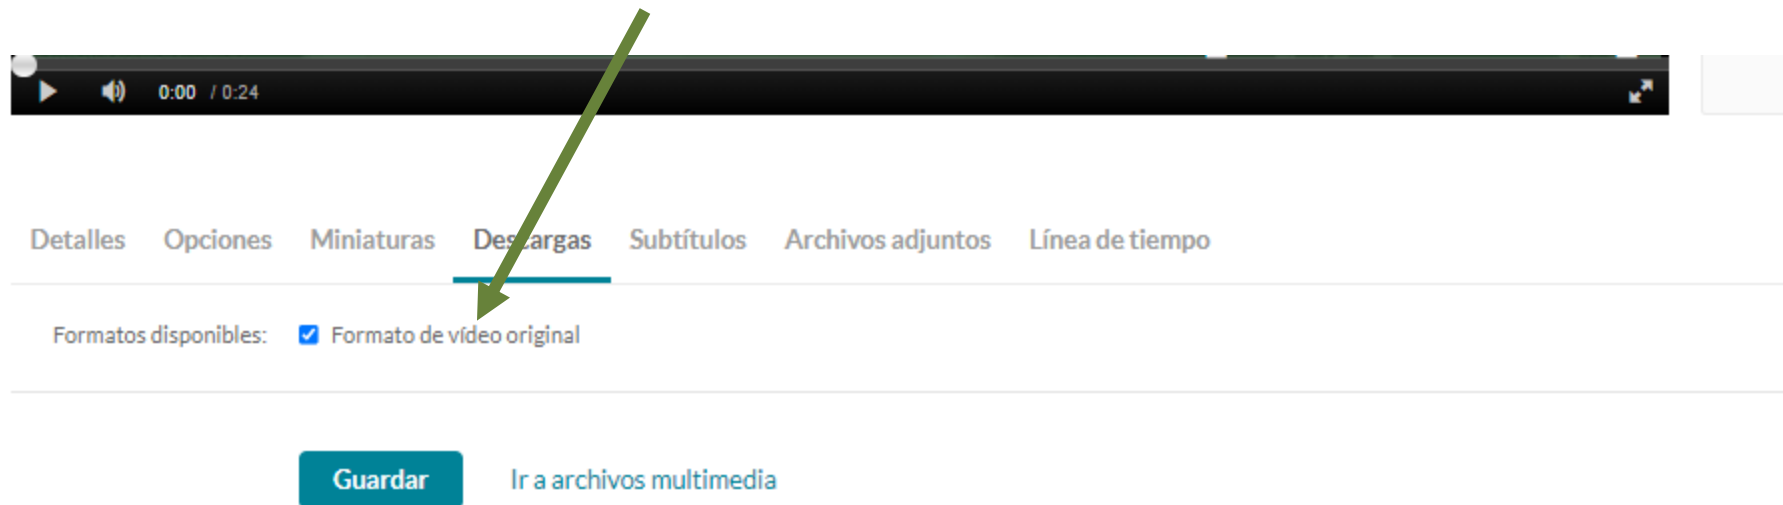 0:00 / 0:24
Detalles Opciones Miniaturas Descargas Subtítulos Archivos adjuntos Línea de tiempo
Formatos disponibles: Formato de vídeo original
Guardar Ir a archivos multimedia